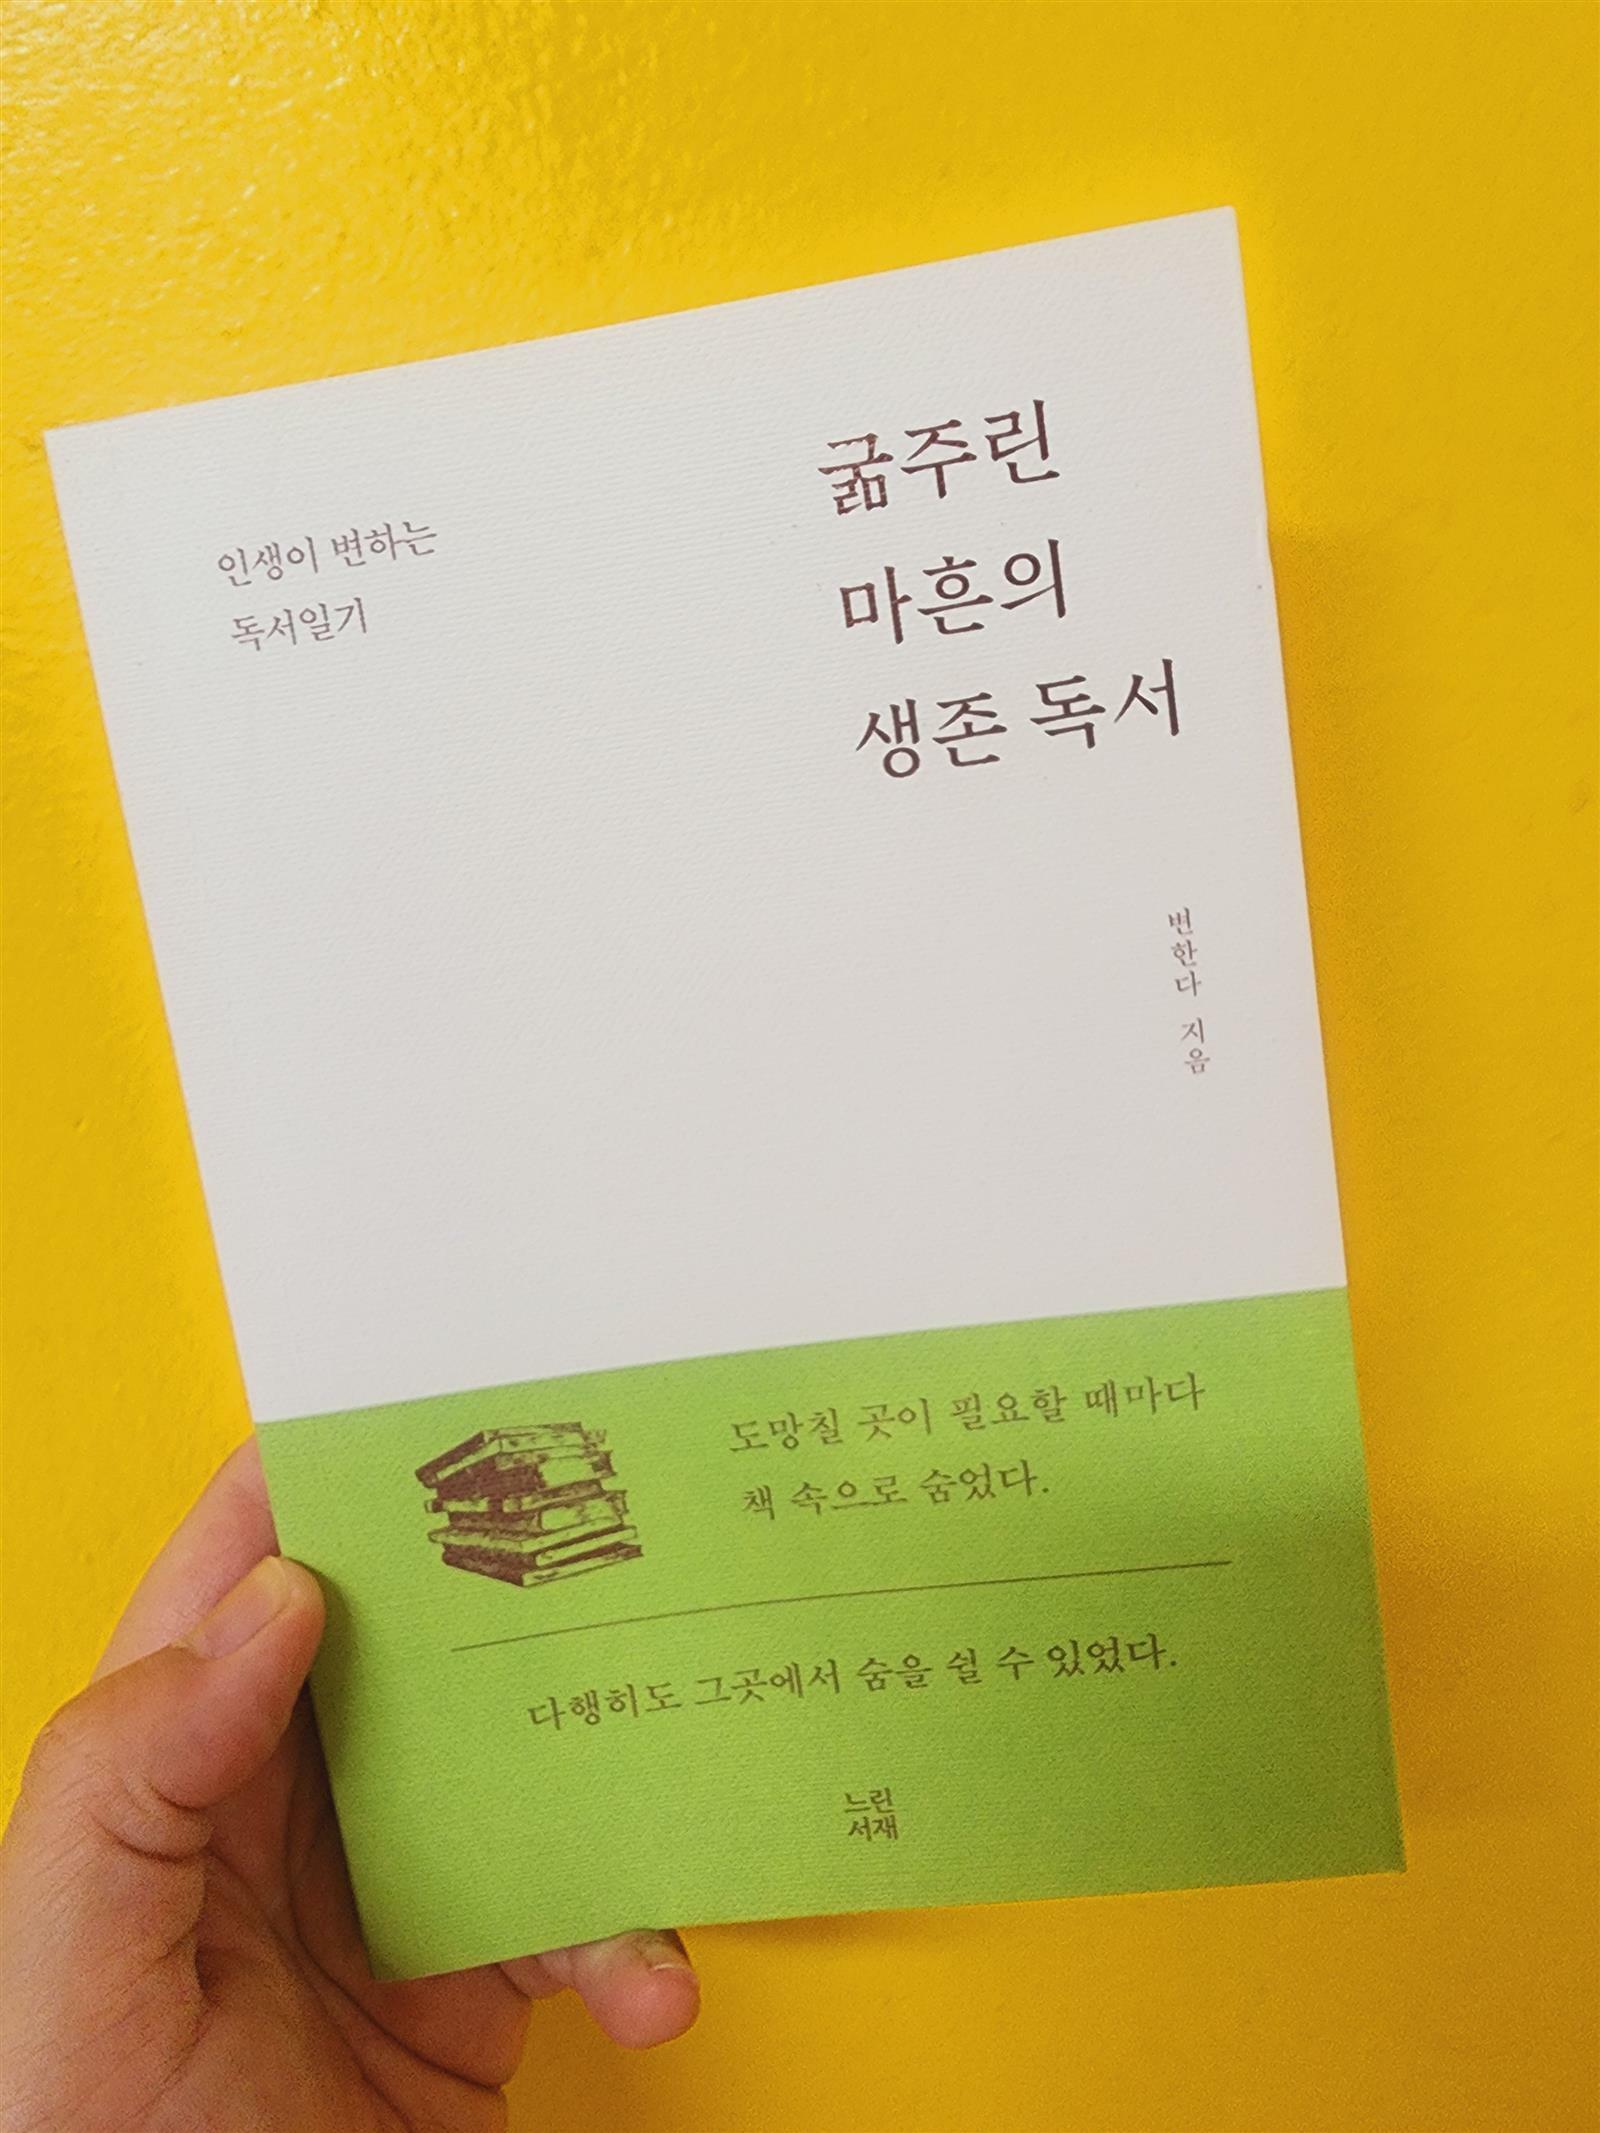 굶주린
마흔의
생존 독서
인생이 변하는
독서일기
변한다 지음
도망칠 곳이 필요할 때마다
책 속으로 숨었다.
다행히도 그곳에서 숨을 쉴 수 있었다.
느린
서재